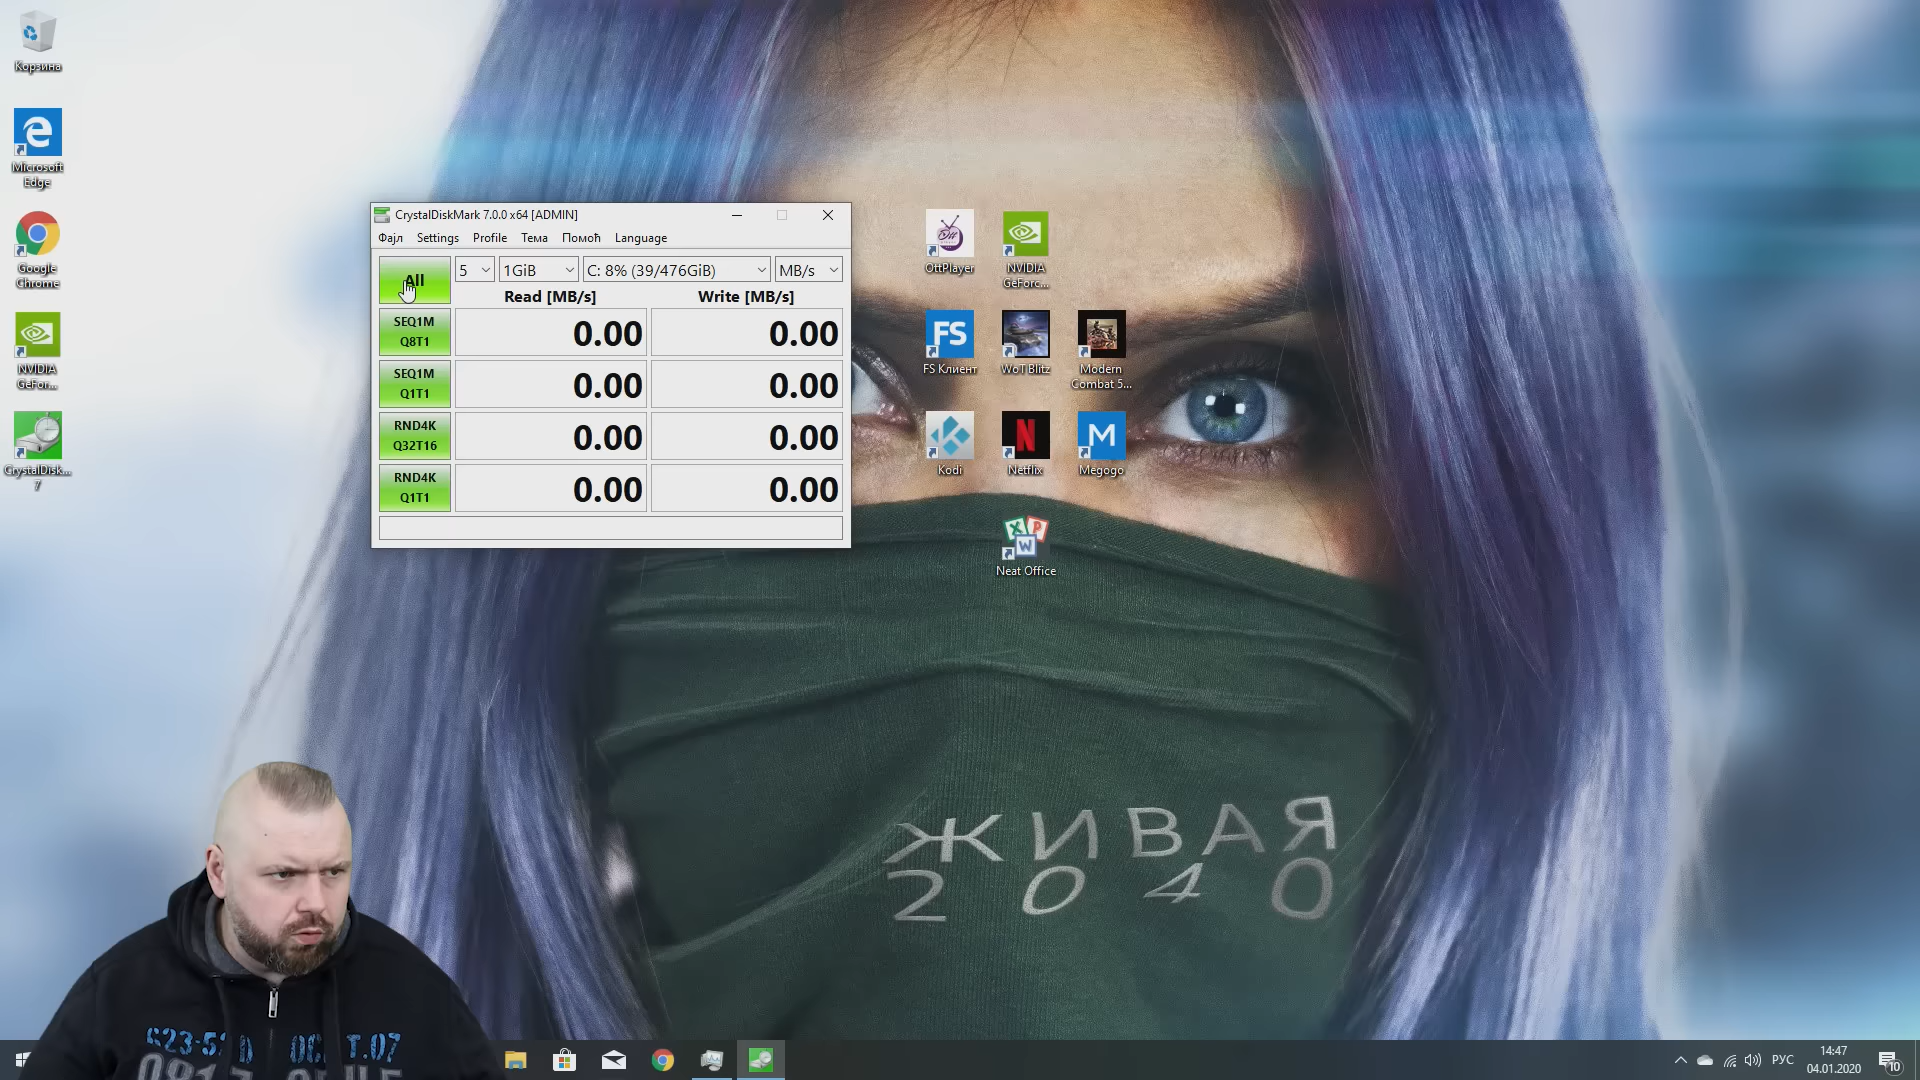 Корзина
Microsoft
Edge
Google
Chrome
NVIDIA
GeFor...
CrystalDisk...
7
CrystalDiskMark 7.0.0 x64 [ADMIN]
Фајл Settings Profile Тема Помоћ Language
All 5 1GiB C: 8% (39/476GiB) MB/s
Read [MB/s] Write [MB/s]
SEQ1M
Q8T1 0.00 0.00
SEQ1M
Q1T1 0.00 0.00
RND4K
Q32T16 0.00 0.00
RND4K
Q1T1 0.00 0.00
Ott
OttPlayer
NVIDIA
GeForc...
FS
FS Клиент
WoT Blitz
Modern
Combat 5...
Kodi
N
Netflix
M
Megogo
X P
W
Neat Office
ЖИВАЯ
2040
РУС
14:47
04.01.2020
10